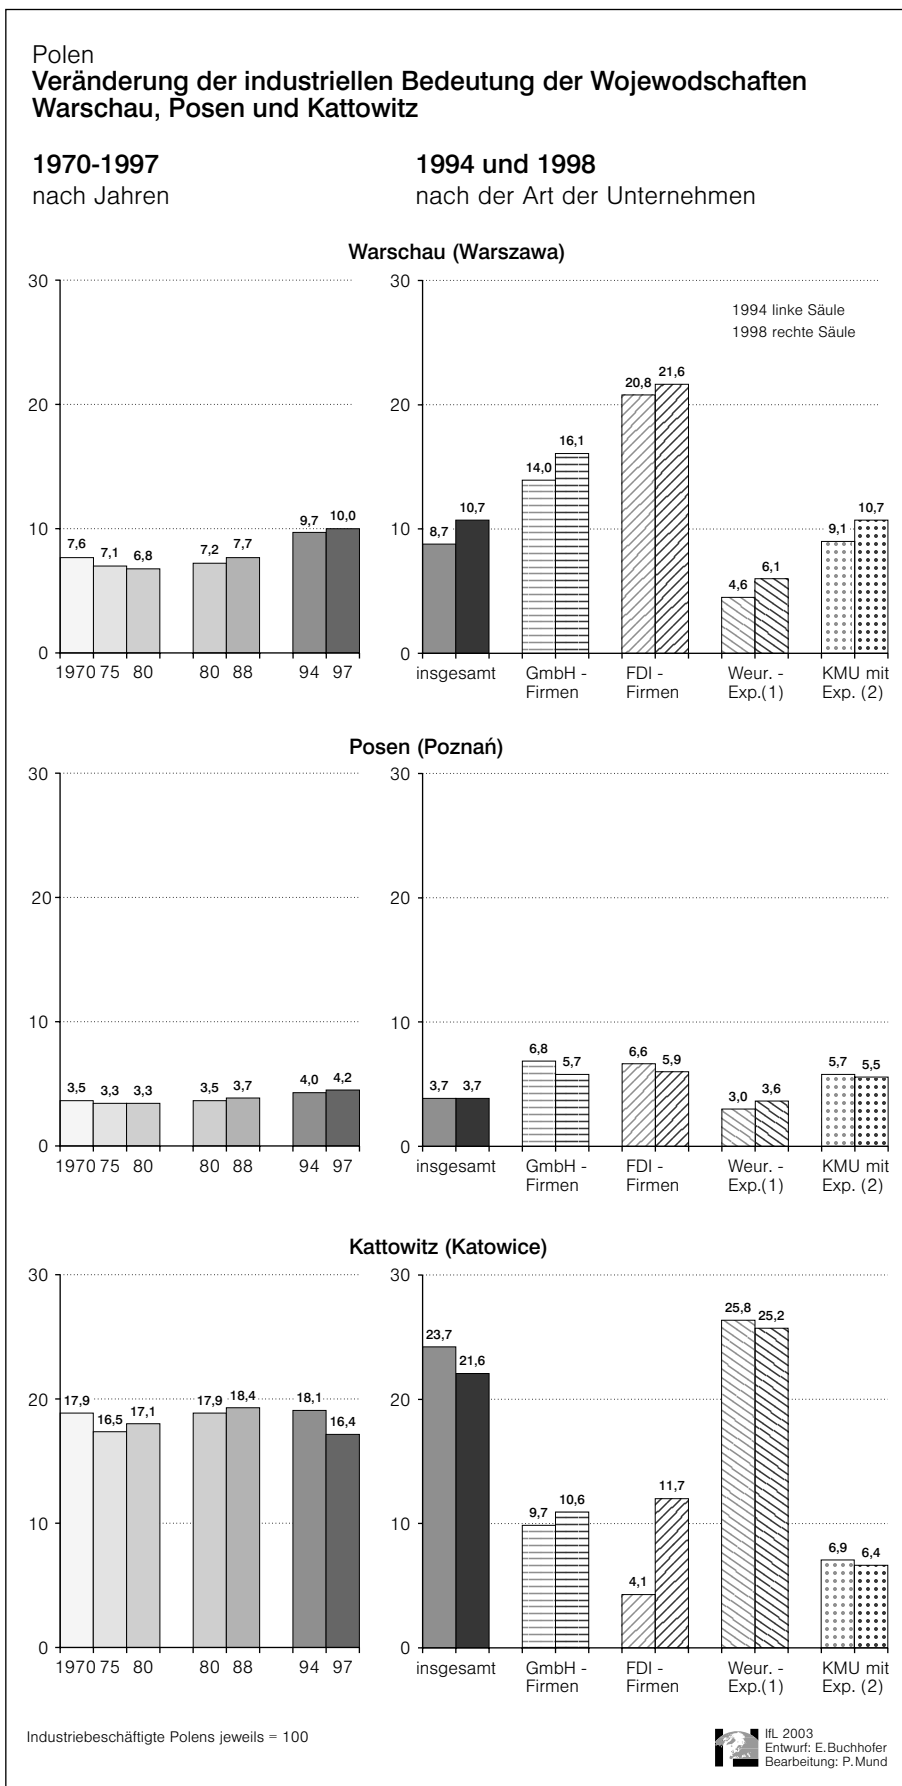 Polen
Veränderung der industriellen Bedeutung der Wojewodschaften
Warschau, Posen und Kattowitz
1970-1997
nach Jahren
1994 und 1998
nach der Art der Unternehmen
Warschau (Warszawa)
30
20
10
0
7,6
7,1
6,8
7,2
7,7
9,7
10,0
1970 75 80 80 88 94 97
30
20
10
0
1994 linke Säule
1998 rechte Säule
8,7
10,7
14,0
16,1
20,8
21,6
4,6
6,1
9,1
10,7
insgesamt
GmbH -
Firmen
FDI -
Firmen
Weur. -
Exp.(1)
KMU mit
Exp. (2)
Posen (Poznań)
30
20
10
0
3,5
3,3
3,3
3,5
3,7
4,0
4,2
1970 75 80 80 88 94 97
30
20
10
0
3,7
3,7
6,8
5,7
6,6
5,9
3,0
3,6
5,7
5,5
insgesamt
GmbH -
Firmen
FDI -
Firmen
Weur. -
Exp.(1)
KMU mit
Exp. (2)
Kattowitz (Katowice)
30
20
10
0
17,9
16,5
17,1
17,9
18,4
18,1
16,4
1970 75 80 80 88 94 97
30
20
10
0
23,7
21,6
9,7
10,6
4,1
11,7
25,8
25,2
6,9
6,4
insgesamt
GmbH -
Firmen
FDI -
Firmen
Weur. -
Exp.(1)
KMU mit
Exp. (2)
Industriebeschäftigte Polens jeweils = 100
IfL 2003
Entwurf: E.Buchhofer
Bearbeitung: P.Mund